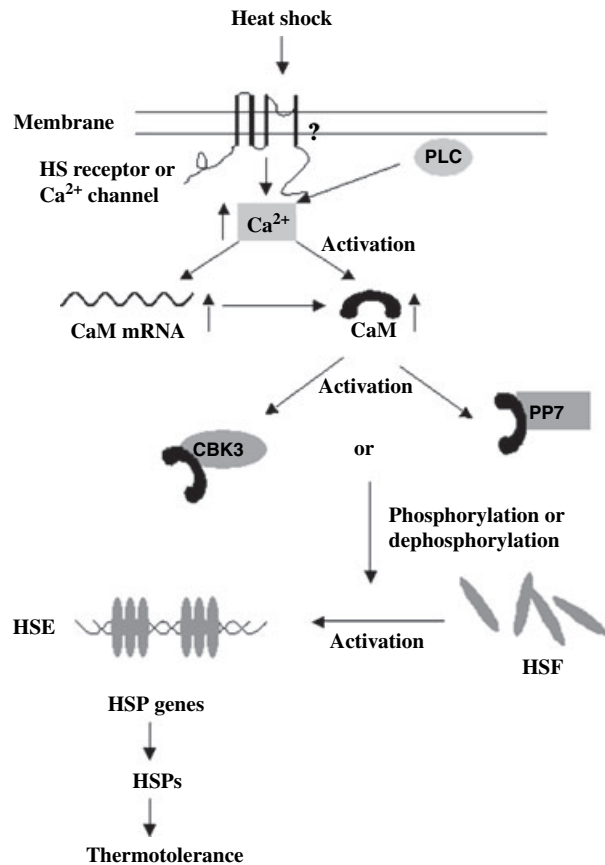 Heat shock
Membrane
?
PLC
HS receptor or
Ca²⁺ channel
Ca²⁺
Activation
CaM mRNA
CaM
Activation
CBK3
or
PP7
Phosphorylation or
dephosphorylation
HSE
Activation
HSF
HSP genes
HSPs
Thermotolerance